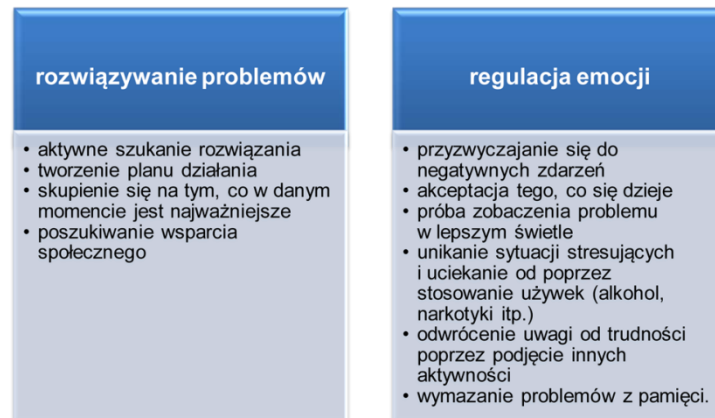 rozwiązywanie problemów
• aktywne szukanie rozwiązania
• tworzenie planu działania
• skupienie się na tym, co w danym
momencie jest najważniejsze
• poszukiwanie wsparcia
społecznego
regulacja emocji
• przyzwyczajanie się do
negatywnych zdarzeń
• akceptacja tego, co się dzieje
• próba zobaczenia problemu
w lepszym świetle
• unikanie sytuacji stresujących
i uciekanie od poprzez
stosowanie używek (alkohol,
narkotyki itp.)
• odwrócenie uwagi od trudności
poprzez podjęcie innych
aktywności
• wymazanie problemów z pamięci.